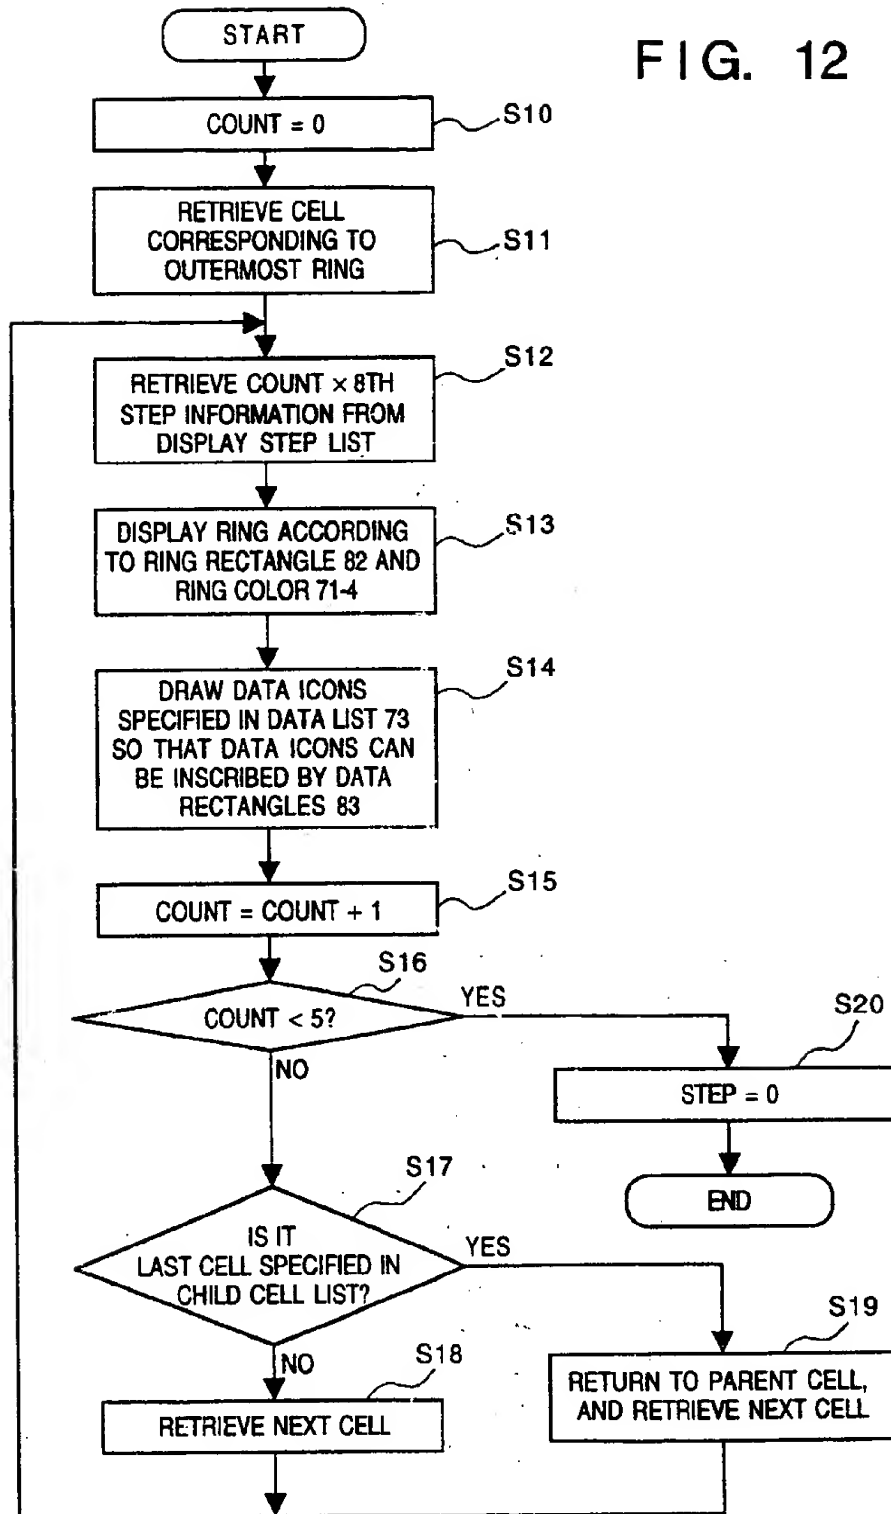 START
FIG. 12
COUNT = 0
S10
RETRIEVE CELL
CORRESPONDING TO
OUTERMOST RING
S11
S12
RETRIEVE COUNT × 8TH
STEP INFORMATION FROM
DISPLAY STEP LIST
S13
DISPLAY RING ACCORDING
TO RING RECTANGLE 82 AND
RING COLOR 71-4
S14
DRAW DATA ICONS
SPECIFIED IN DATA LIST 73
SO THAT DATA ICONS CAN
BE INSCRIBED BY DATA
RECTANGLES 83
S15
COUNT = COUNT + 1
S16
COUNT < 5?
YES
NO
S20
STEP = 0
END
S17
IS IT
LAST CELL SPECIFIED IN
CHILD CELL LIST?
YES
NO
S18
RETRIEVE NEXT CELL
S19
RETURN TO PARENT CELL,
AND RETRIEVE NEXT CELL